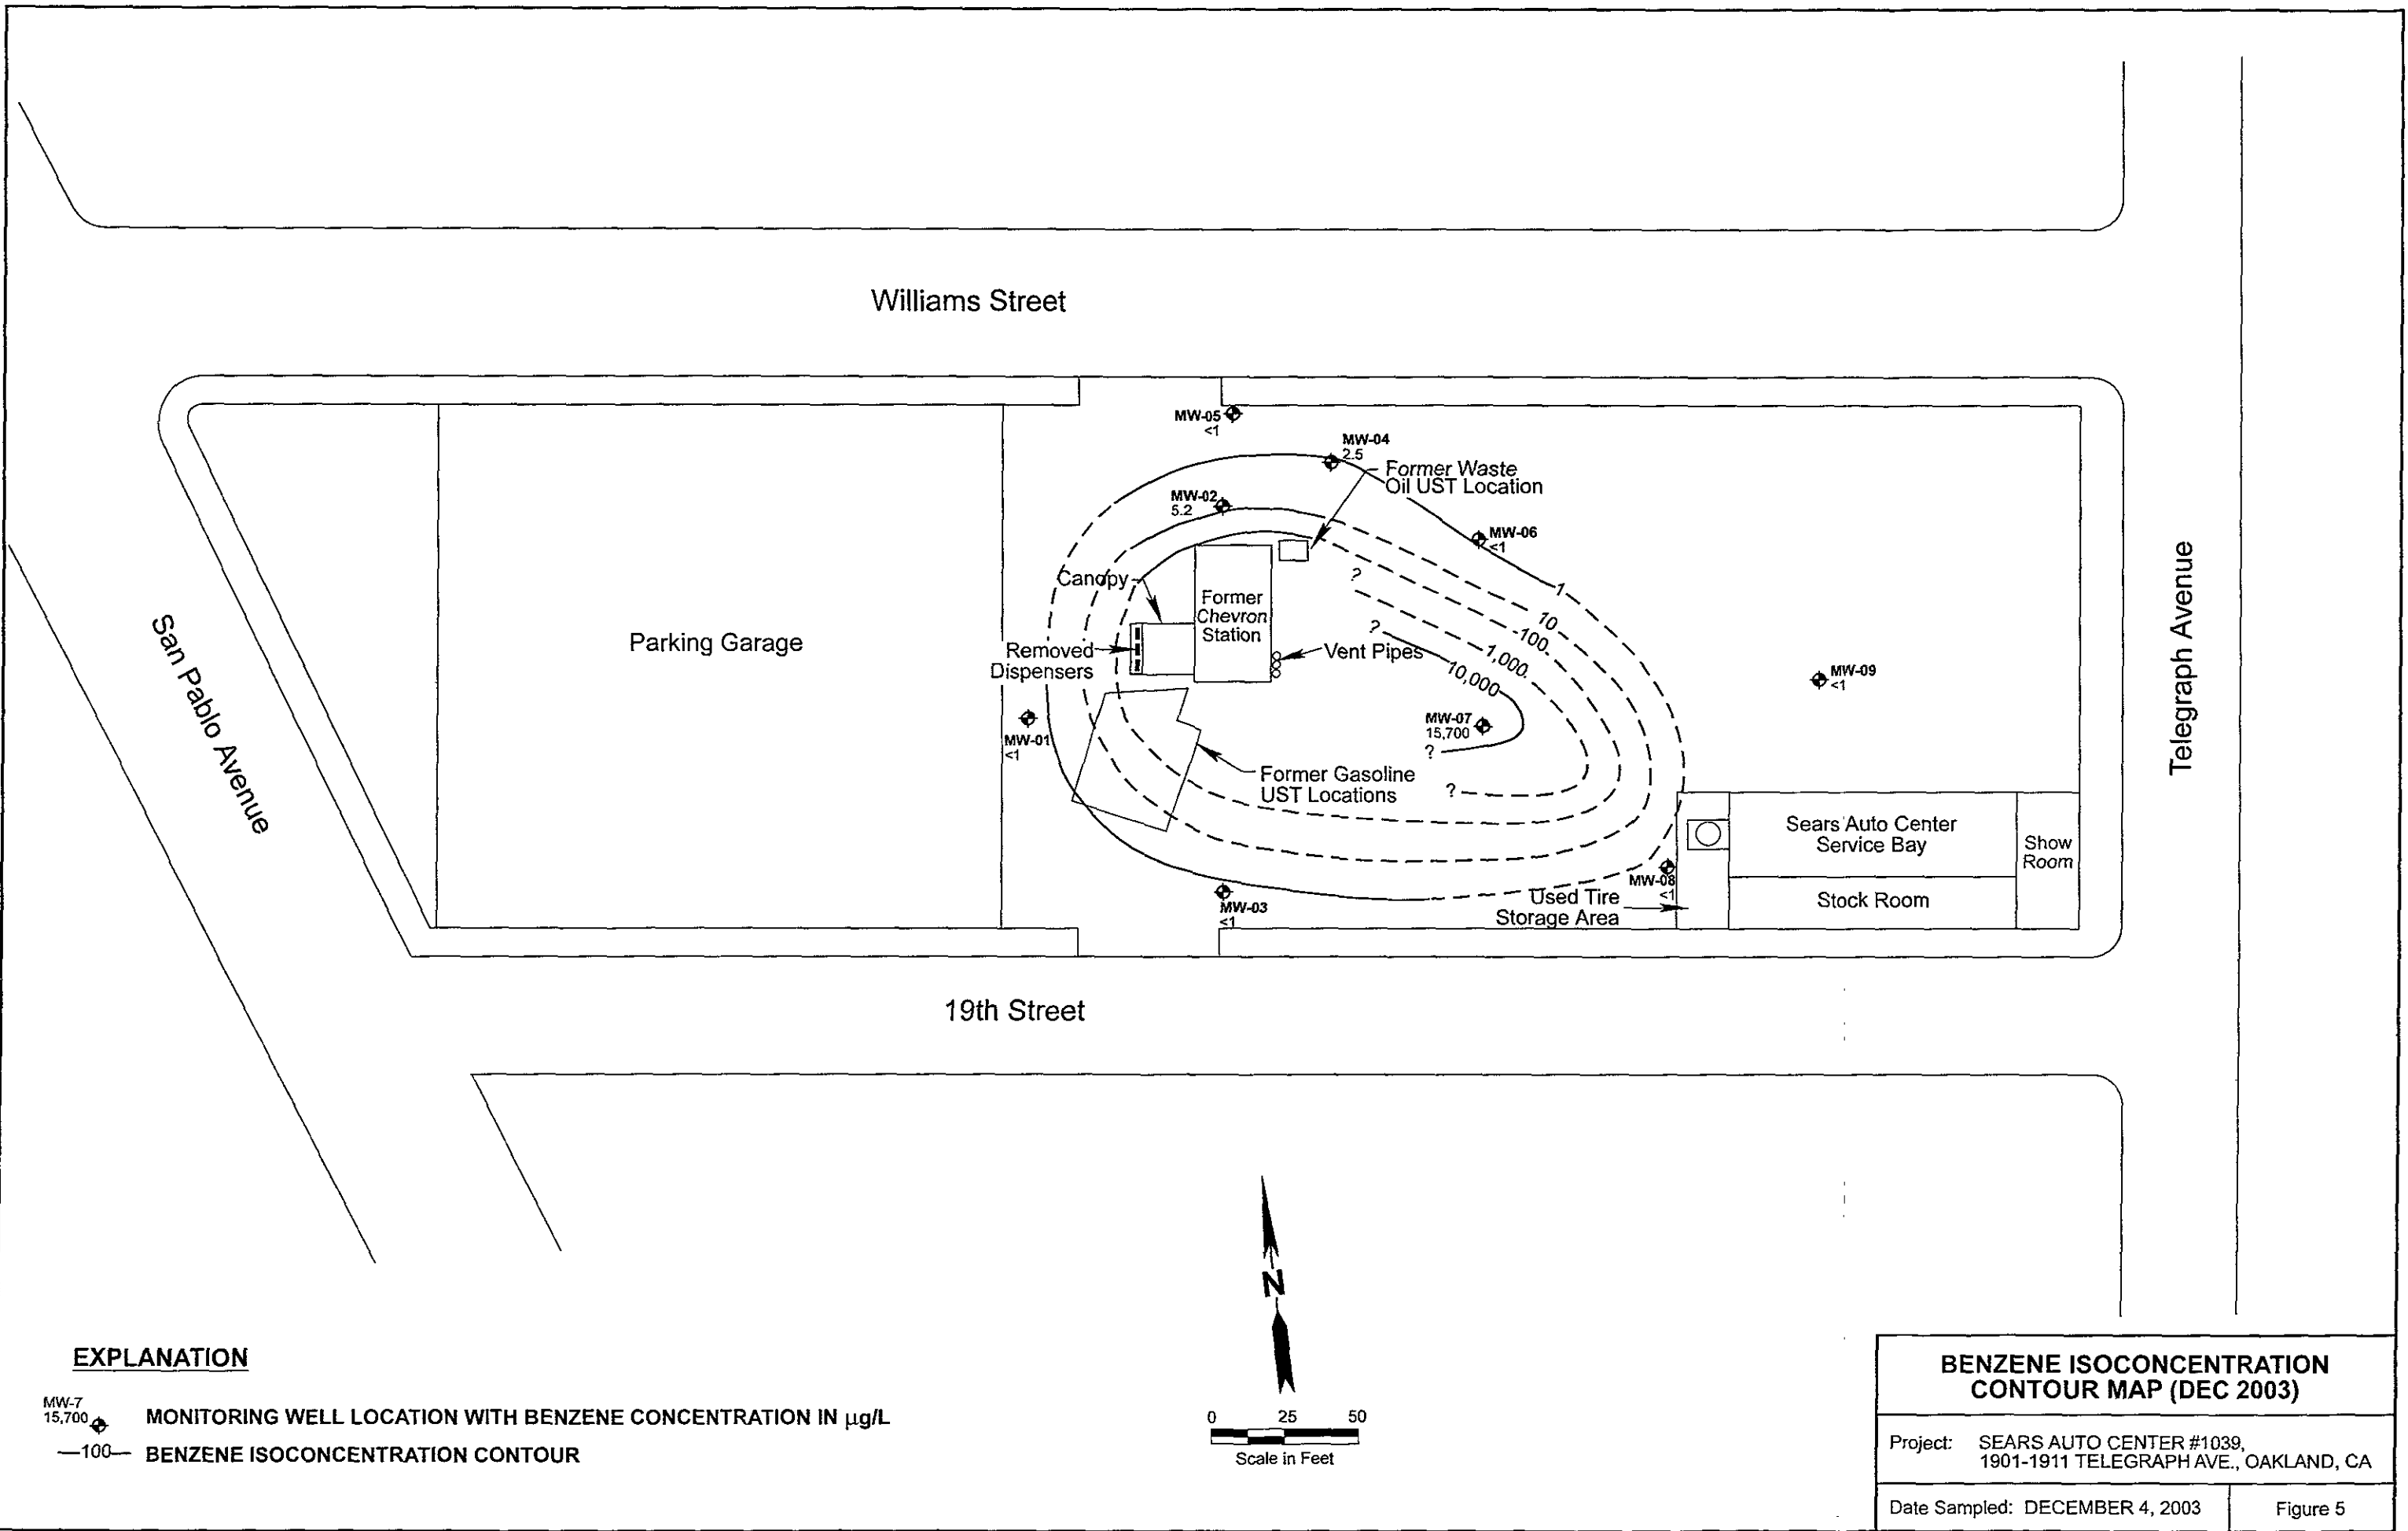 Williams Street
MW-05
<1
MW-04
2.5
Former Waste
Oil UST Location
MW-02
5.2
MW-06
<1
Canopy
Former
Chevron
Station
1
10
100
1,000
10,000
?
?
?
?
Removed
Dispensers
Vent Pipes
Parking Garage
San Pablo Avenue
Telegraph Avenue
MW-09
<1
MW-01
<1
MW-07
15,700
Former Gasoline
UST Locations
Sears Auto Center
Service Bay
Show
Room
Stock Room
MW-08
<1
Used Tire
Storage Area
MW-03
<1
19th Street
N
0 25 50
Scale in Feet
EXPLANATION
MW-7
15,700
MONITORING WELL LOCATION WITH BENZENE CONCENTRATION IN µg/L
—100— BENZENE ISOCONCENTRATION CONTOUR
BENZENE ISOCONCENTRATION
CONTOUR MAP (DEC 2003)
Project: SEARS AUTO CENTER #1039,
1901-1911 TELEGRAPH AVE., OAKLAND, CA
Date Sampled: DECEMBER 4, 2003
Figure 5